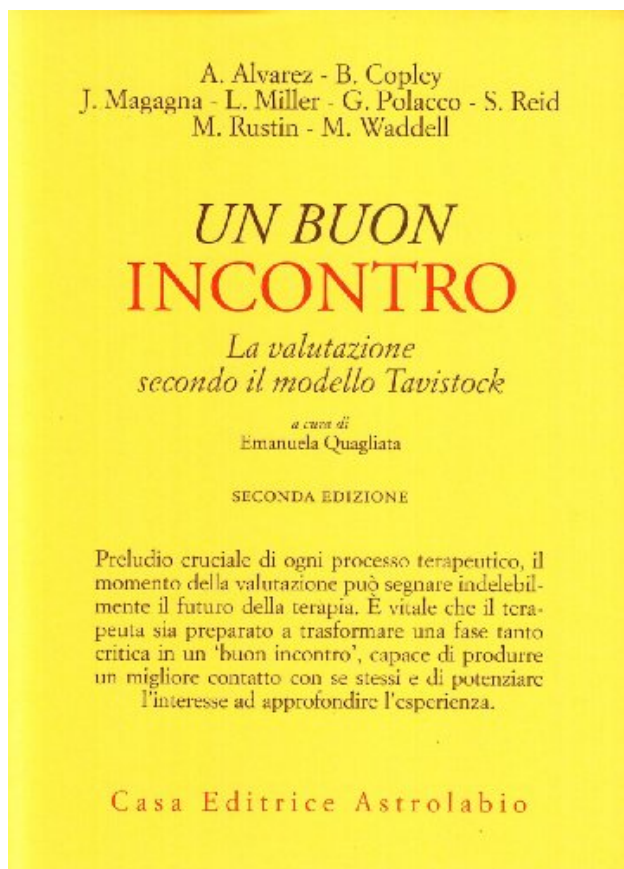 A. Alvarez - B. Copley
J. Magagna - L. Miller - G. Polacco - S. Reid
M. Rustin - M. Waddell
UN BUON
INCONTRO
La valutazione
secondo il modello Tavistock
a cura di
Emanuela Quagliata
SECONDA EDIZIONE
Preludio cruciale di ogni processo terapeutico, il
momento della valutazione può segnare indelebil-
mente il futuro della terapia. È vitale che il tera-
peuta sia preparato a trasformare una fase tanto
critica in un ‘buon incontro’, capace di produrre
un migliore contatto con se stessi e di potenziare
l’interesse ad approfondire l’esperienza.
Casa Editrice Astrolabio